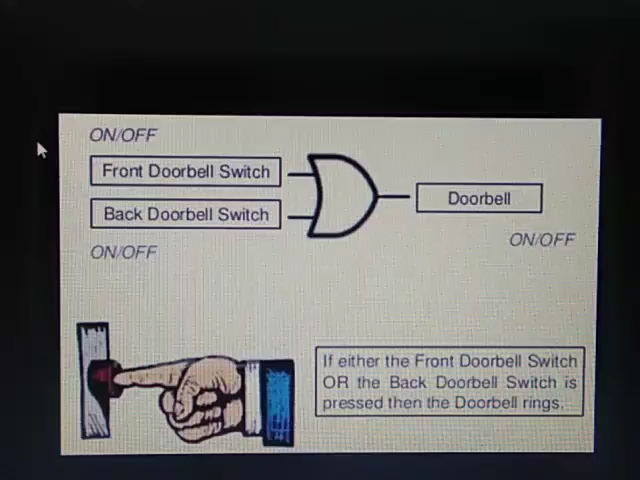 ON/OFF
Front Doorbell Switch
Back Doorbell Switch
Doorbell
ON/OFF
ON/OFF
If either the Front Doorbell Switch
OR the Back Doorbell Switch is
pressed then the Doorbell rings.